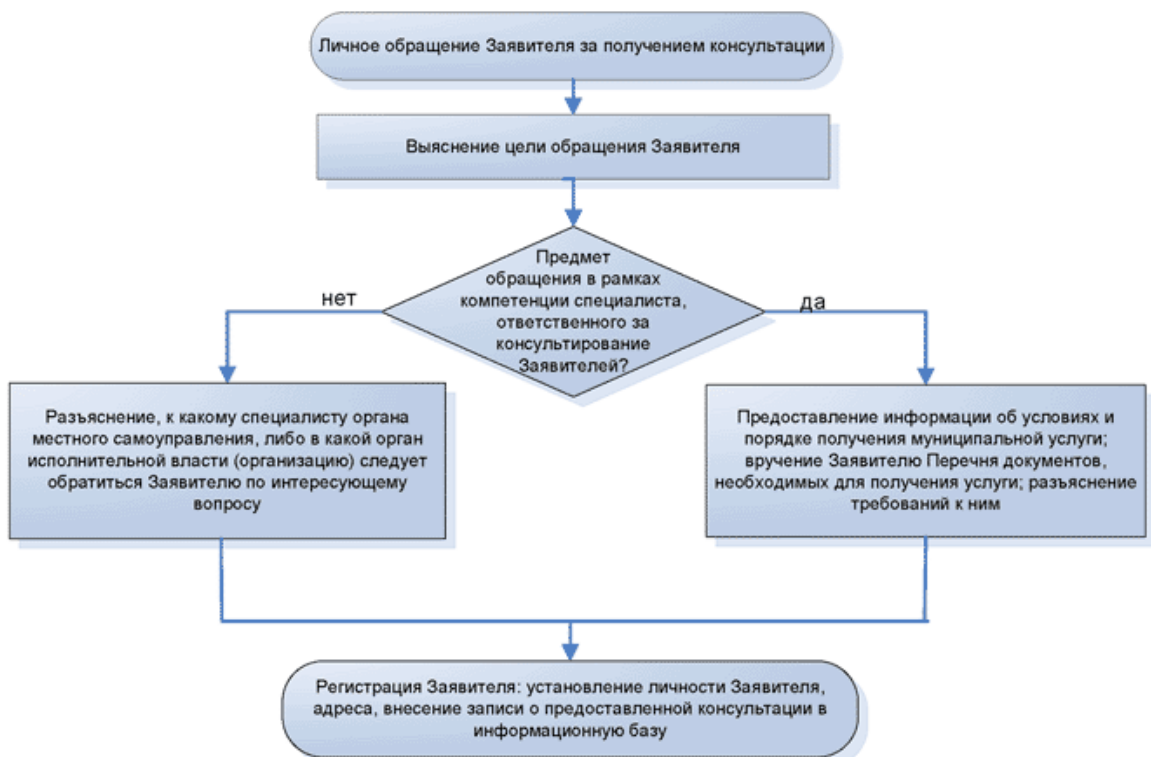 Личное обращение Заявителя за получением консультации
Выяснение цели обращения Заявителя
Предмет
обращения в рамках
компетенции специалиста,
ответственного за
консультирование
Заявителей?
нет
да
Разъяснение, к какому специалисту органа
местного самоуправления, либо в какой орган
исполнительной власти (организацию) следует
обратиться Заявителю по интересующему
вопросу
Предоставление информации об условиях и
порядке получения муниципальной услуги;
вручение Заявителю Перечня документов,
необходимых для получения услуги; разъяснение
требований к ним
Регистрация Заявителя: установление личности Заявителя,
адреса, внесение записи о предоставленной консультации в
информационную базу